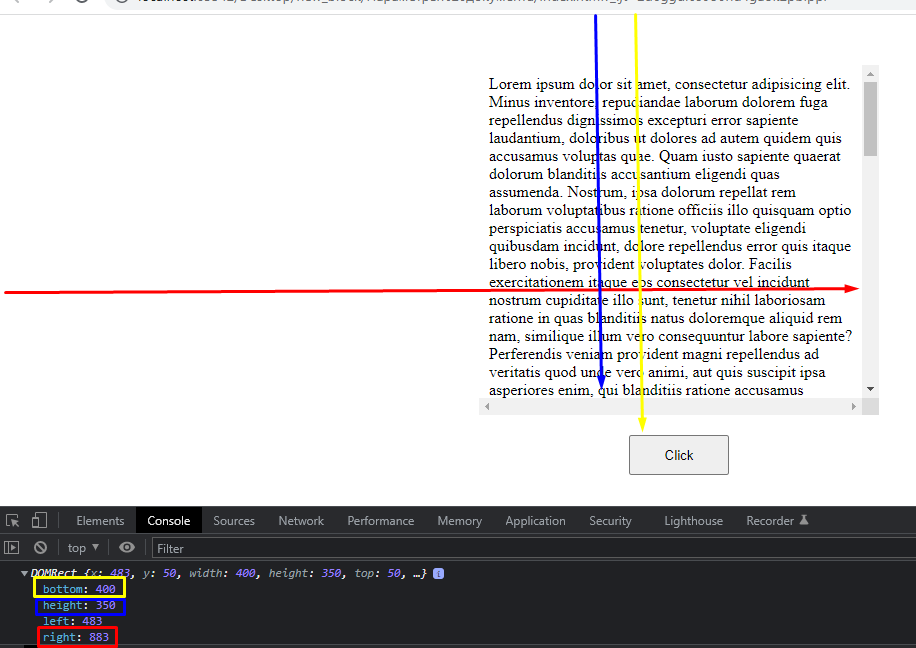 Lorem ipsum dolor sit amet, consectetur adipisicing elit.
Minus inventore, repudiandae laborum dolorem fuga
repellendus dignissimos excepturi error sapiente
laudantium, doloribus ut dolores ad autem quidem quis
accusamus voluptas quae. Quam iusto sapiente quaerat
dolorum blanditiis accusantium eligendi quas
assumenda. Nostrum, ipsa dolorum repellat rem
laborum voluptatibus ratione officiis illo quisquam optio
perspiciatis accusamus tenetur, voluptate eligendi
quibusdam incidunt, dolore repellendus error quis itaque
libero nobis, provident voluptates dolor. Facilis
exercitationem itaque eos consectetur vel incidunt
nostrum cupiditate illo sunt, tenetur nihil laboriosam
ratione in quas blanditiis natus doloremque aliquid rem
nam, similique illum vero consequuntur labore sapiente?
Perferendis veniam provident magni repellendus ad
veritatis quod unde vero animi, aut quis suscipit ipsa
asperiores enim, qui blanditiis ratione accusamus
Click
Elements Console Sources Network Performance Memory Application Security Lighthouse Recorder
top Filter
DOMRect {x: 483, y: 50, width: 400, height: 350, top: 50, …} i
bottom: 400
height: 350
left: 483
right: 883